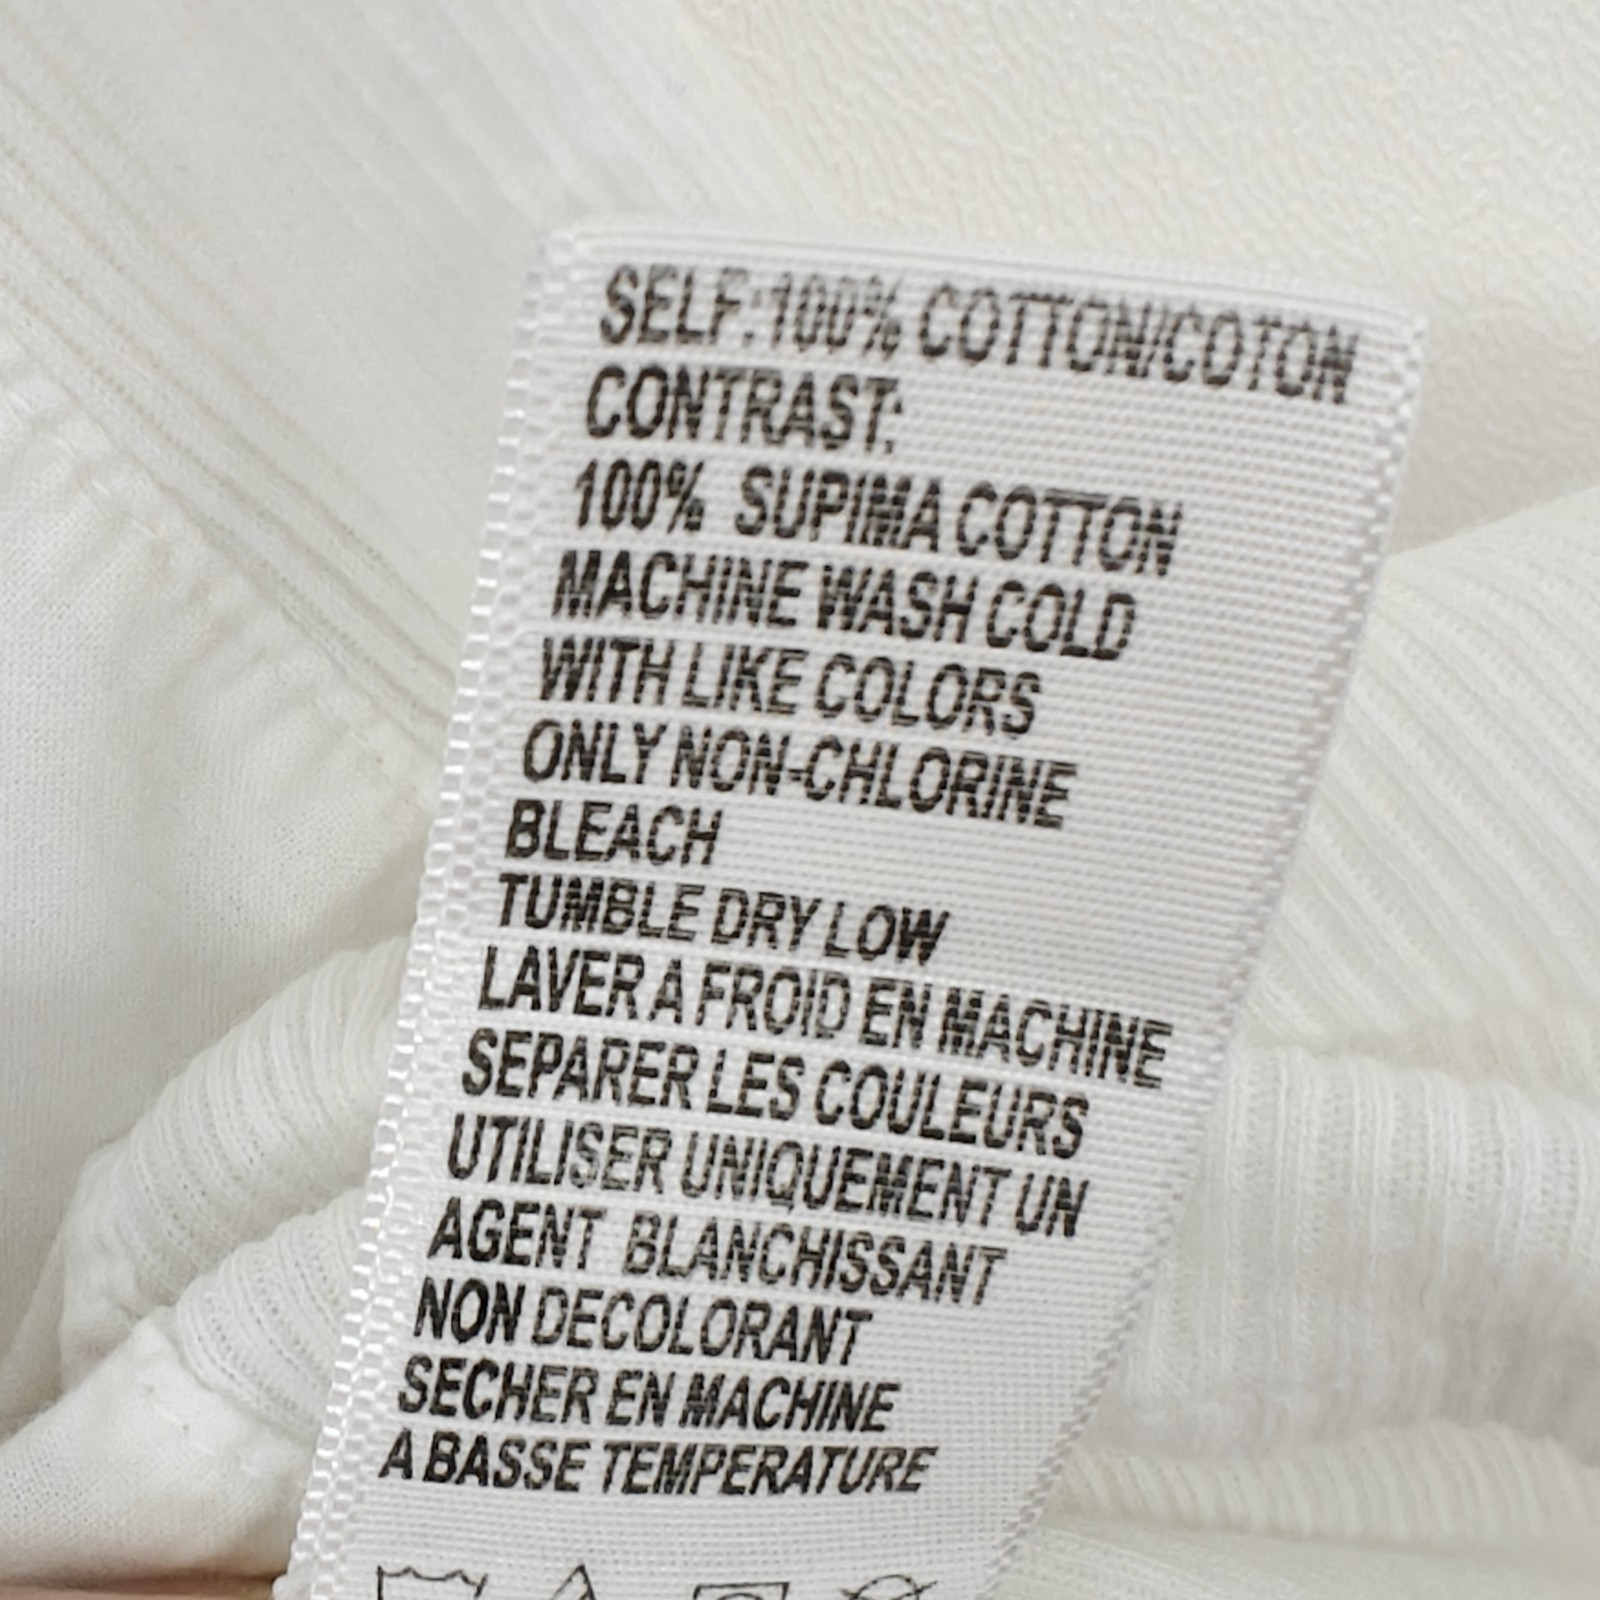 SELF:100% COTTON/COTON
CONTRAST:
100% SUPIMA COTTON
MACHINE WASH COLD
WITH LIKE COLORS
ONLY NON-CHLORINE
BLEACH
TUMBLE DRY LOW
LAVER A FROID EN MACHINE
SEPARER LES COULEURS
UTILISER UNIQUEMENT UN
AGENT BLANCHISSANT
NON DECOLORANT
SECHER EN MACHINE
A BASSE TEMPERATURE